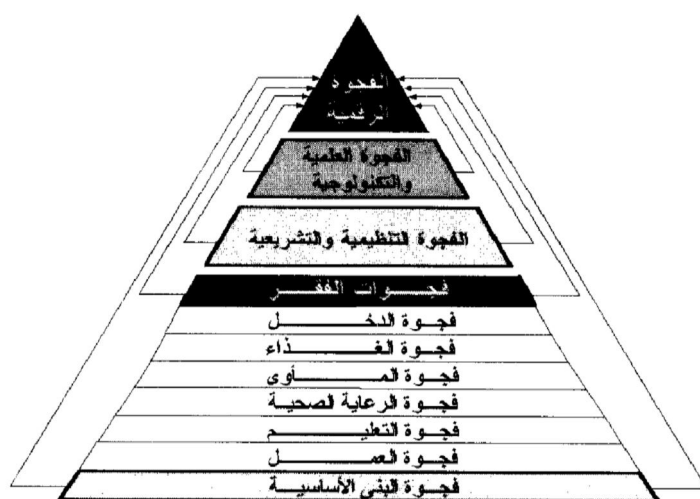 الفجوة
الرقمية
الفجوة العلمية
والتكنولوجية
الفجوة التنظيمية والتشريعية
فجوات الفقر
فجوة الدخل
فجوة الغذاء
فجوة المأوى
فجوة الرعاية الصحية
فجوة التعليم
فجوة العمل
فجوة البنى الأساسية